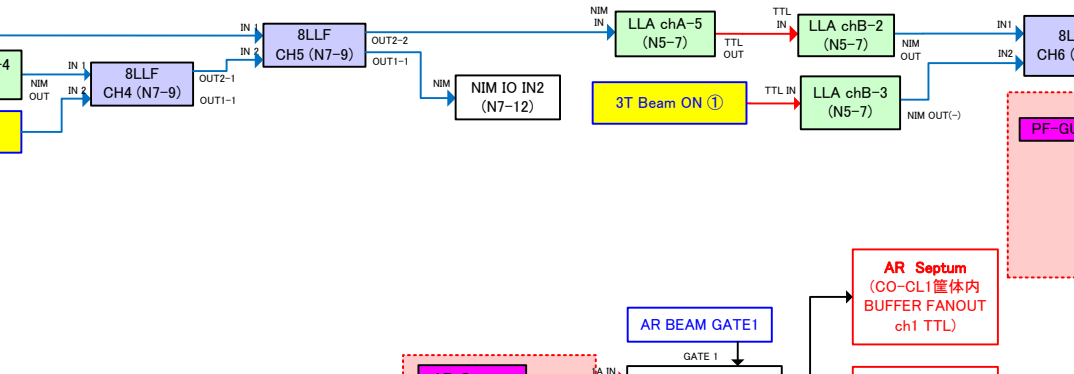 IN 1
8LLF
CH5 (N7-9)
IN 2
OUT2-2
OUT1-1
NIM
IN
LLA chA-5
(N5-7)
TTL
OUT
TTL
IN
LLA chB-2
(N5-7)
NIM
OUT
IN1
IN2
CH6
-4
NIM
OUT
IN 1
IN 2
8LLF
CH4 (N7-9)
OUT2-1
OUT1-1
NIM
NIM IO IN2
(N7-12)
3T Beam ON ①
TTL IN
LLA chB-3
(N5-7)
NIM OUT(-)
AR Septum
(CO-CL1筐体内
BUFFER FANOUT
ch1 TTL)
AR BEAM GATE1
GATE 1